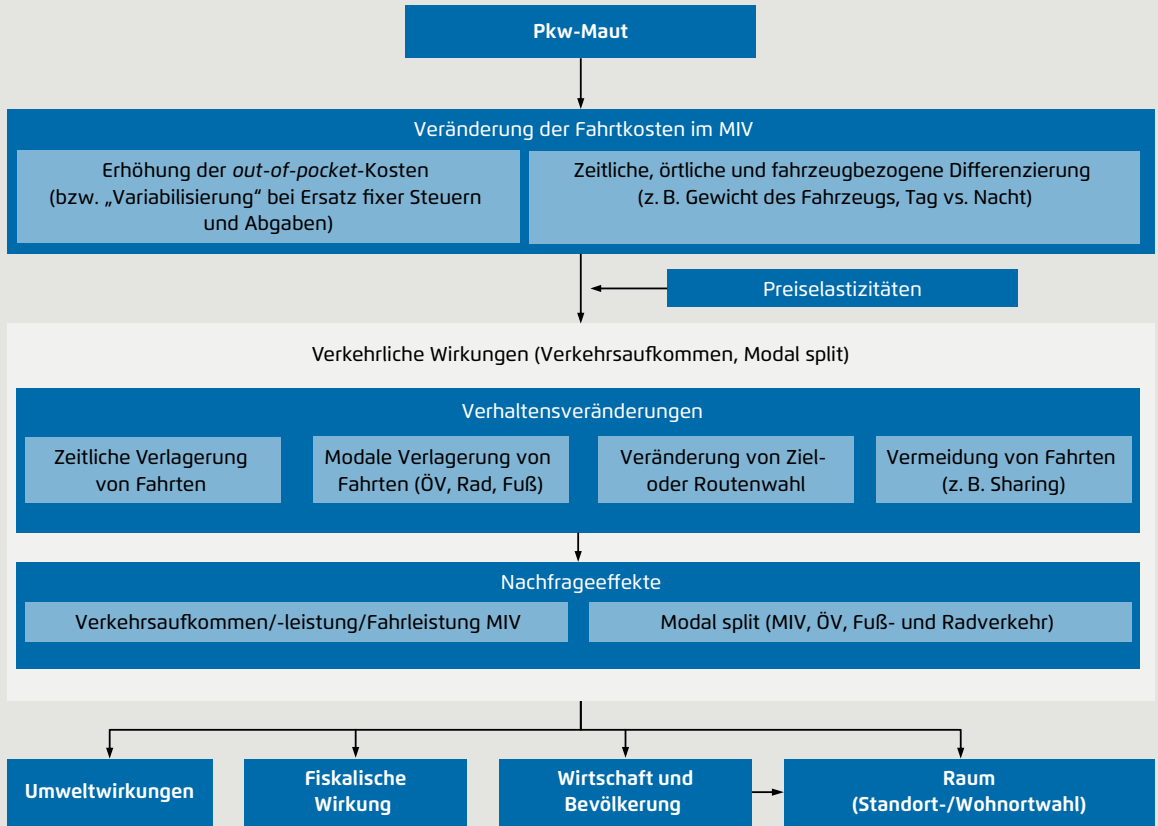 Pkw-Maut
Veränderung der Fahrtkosten im MIV
Erhöhung der out-of-pocket-Kosten
(bzw. „Variabilisierung“ bei Ersatz fixer Steuern
und Abgaben)
Zeitliche, örtliche und fahrzeugbezogene Differenzierung
(z. B. Gewicht des Fahrzeugs, Tag vs. Nacht)
Preiselastizitäten
Verkehrliche Wirkungen (Verkehrsaufkommen, Modal split)
Verhaltensveränderungen
Zeitliche Verlagerung
von Fahrten
Modale Verlagerung von
Fahrten (ÖV, Rad, Fuß)
Veränderung von Ziel-
oder Routenwahl
Vermeidung von Fahrten
(z. B. Sharing)
Nachfrageeffekte
Verkehrsaufkommen/-leistung/Fahrleistung MIV
Modal split (MIV, ÖV, Fuß- und Radverkehr)
Umweltwirkungen
Fiskalische
Wirkung
Wirtschaft und
Bevölkerung
Raum
(Standort-/Wohnortwahl)